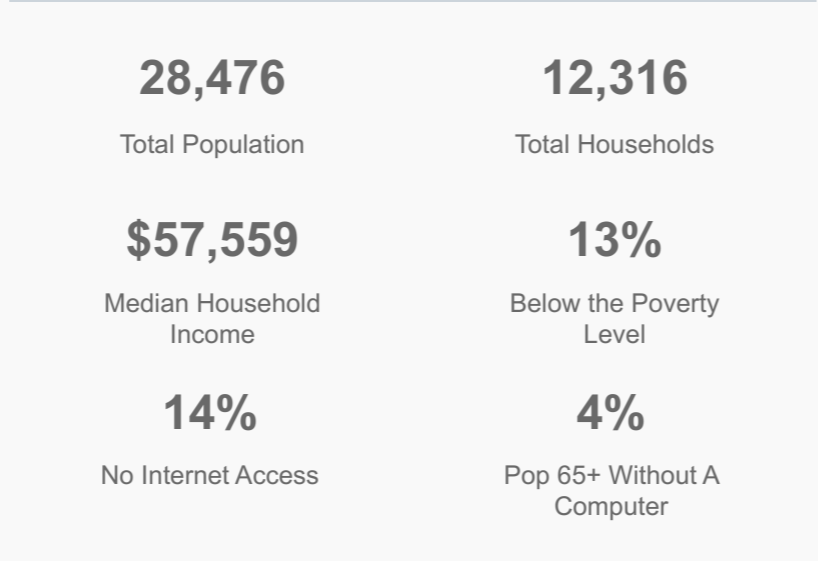 28,476
Total Population
12,316
Total Households
$57,559
Median Household
Income
13%
Below the Poverty
Level
14%
No Internet Access
4%
Pop 65+ Without A
Computer